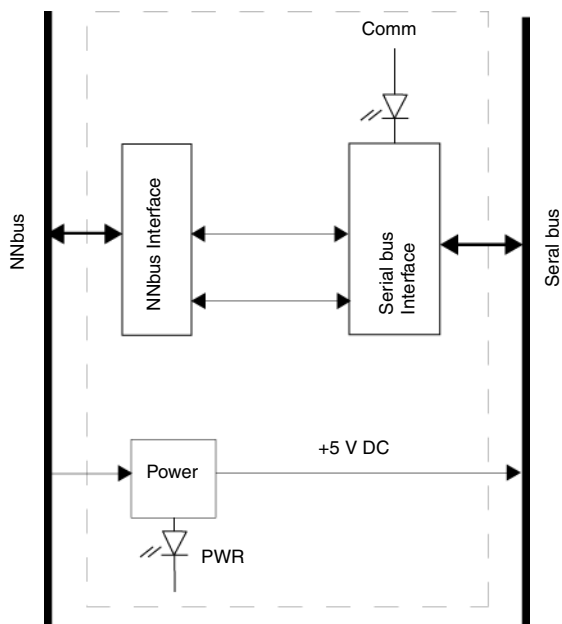 Comm
NNbus
NNbus Interface
Serial bus
Interface
Seral bus
+5 V DC
Power
PWR